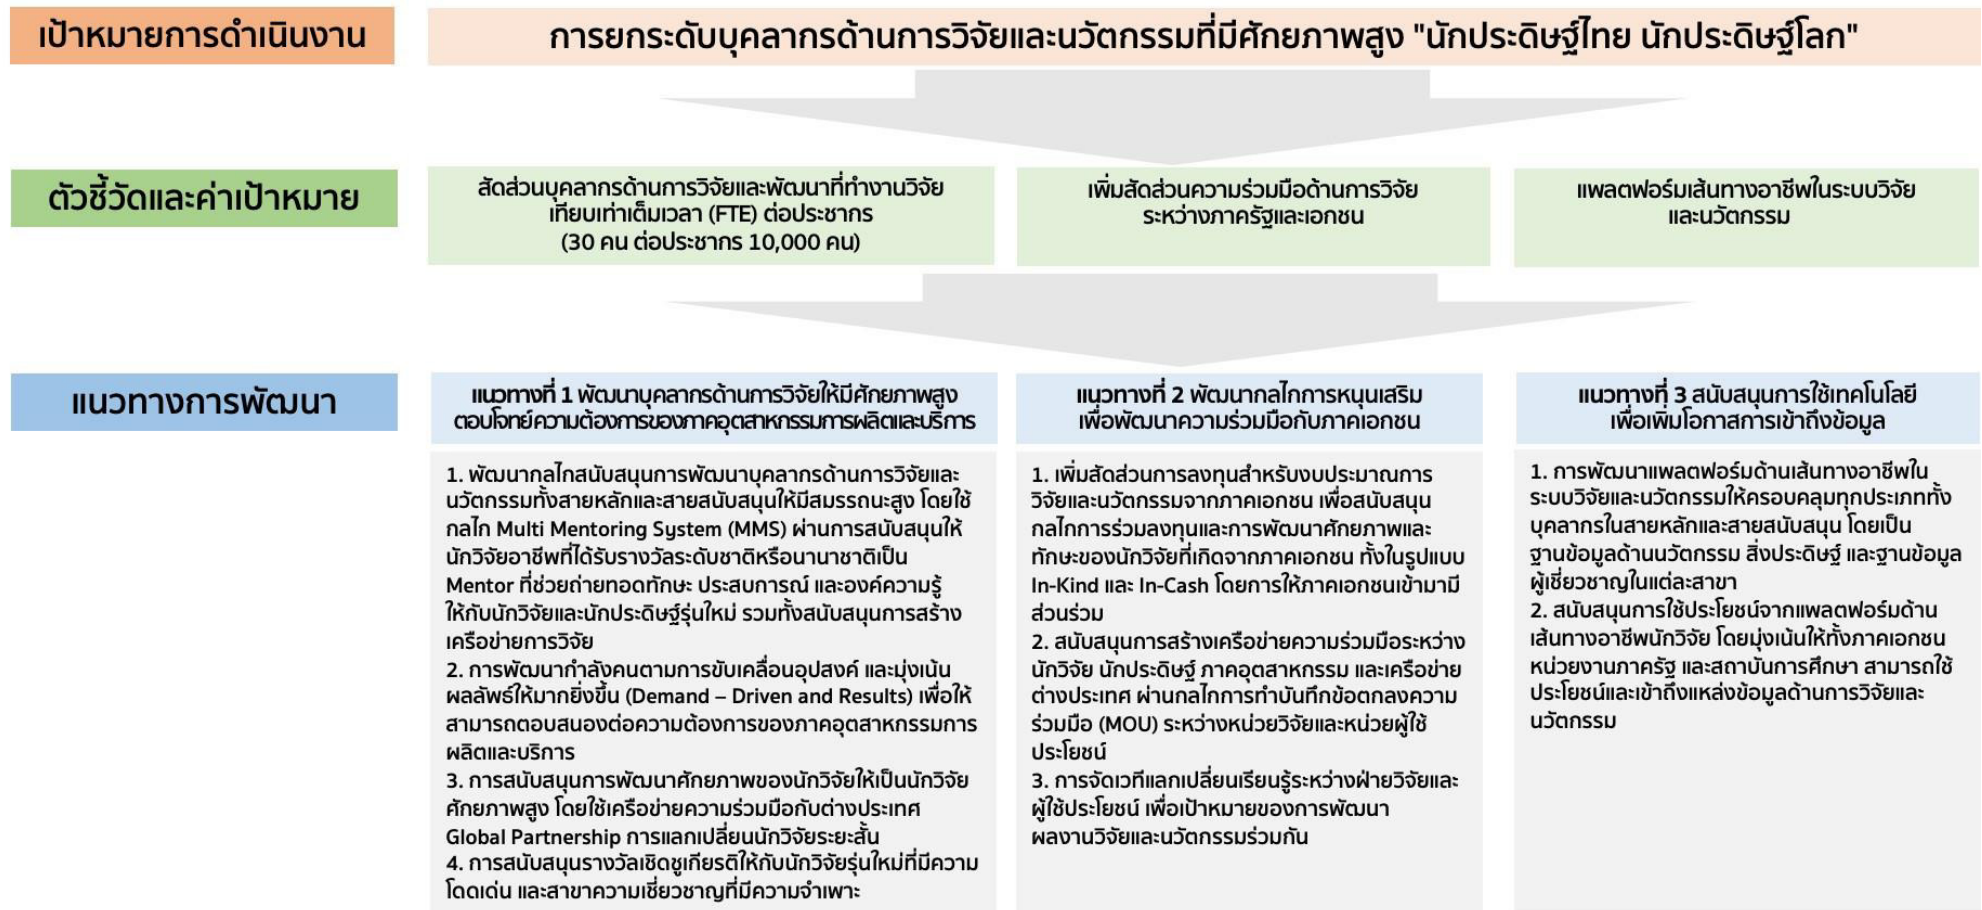 เป้าหมายการดำเนินงาน
การยกระดับบุคลากรด้านการวิจัยและนวัตกรรมที่มีศักยภาพสูง "นักประดิษฐ์ไทย นักประดิษฐ์โลก"
ตัวชี้วัดและค่าเป้าหมาย
สัดส่วนบุคลากรด้านการวิจัยและพัฒนาที่ทำงานวิจัย
เทียบเท่าเต็มเวลา (FTE) ต่อประชากร
(30 คน ต่อประชากร 10,000 คน)
เพิ่มสัดส่วนความร่วมมือด้านการวิจัย
ระหว่างภาครัฐและเอกชน
แพลตฟอร์มเส้นทางอาชีพในระบบวิจัย
และนวัตกรรม
แนวทางการพัฒนา
แนวทางที่ 1 พัฒนาบุคลากรด้านการวิจัยให้มีศักยภาพสูง
ตอบโจทย์ความต้องการของภาคอุตสาหกรรมการผลิตและบริการ
1. พัฒนากลไกสนับสนุนการพัฒนาบุคลากรด้านการวิจัยและ
นวัตกรรมทั้งสายหลักและสายสนับสนุนให้มีสมรรถนะสูง โดยใช้
กลไก Multi Mentoring System (MMS) ผ่านการสนับสนุนให้
นักวิจัยอาชีพที่ได้รับรางวัลระดับชาติหรือนานาชาติเป็น
Mentor ที่ช่วยถ่ายทอดทักษะ ประสบการณ์ และองค์ความรู้
ให้กับนักวิจัยและนักประดิษฐ์รุ่นใหม่ รวมทั้งสนับสนุนการสร้าง
เครือข่ายการวิจัย
2. การพัฒนากำลังคนตามการขับเคลื่อนอุปสงค์ และมุ่งเน้น
ผลลัพธ์ให้มากยิ่งขึ้น (Demand – Driven and Results) เพื่อให้
สามารถตอบสนองต่อความต้องการของภาคอุตสาหกรรมการ
ผลิตและบริการ
3. การสนับสนุนการพัฒนาศักยภาพของนักวิจัยให้เป็นนักวิจัย
ศักยภาพสูง โดยใช้เครือข่ายความร่วมมือกับต่างประเทศ
Global Partnership การแลกเปลี่ยนนักวิจัยระยะสั้น
4. การสนับสนุนรางวัลเชิดชูเกียรติให้กับนักวิจัยรุ่นใหม่ที่มีความ
โดดเด่น และสาขาความเชี่ยวชาญที่มีความจำเพาะ
แนวทางที่ 2 พัฒนากลไกการหนุนเสริม
เพื่อพัฒนาความร่วมมือกับภาคเอกชน
1. เพิ่มสัดส่วนการลงทุนสำหรับงบประมาณการ
วิจัยและนวัตกรรมจากภาคเอกชน เพื่อสนับสนุน
กลไกการร่วมลงทุนและการพัฒนาศักยภาพและ
ทักษะของนักวิจัยที่เกิดจากภาคเอกชน ทั้งในรูปแบบ
In-Kind และ In-Cash โดยการให้ภาคเอกชนเข้ามามี
ส่วนร่วม
2. สนับสนุนการสร้างเครือข่ายความร่วมมือระหว่าง
นักวิจัย นักประดิษฐ์ ภาคอุตสาหกรรม และเครือข่าย
ต่างประเทศ ผ่านกลไกการทำบันทึกข้อตกลงความ
ร่วมมือ (MOU) ระหว่างหน่วยวิจัยและหน่วยผู้ใช้
ประโยชน์
3. การจัดเวทีแลกเปลี่ยนเรียนรู้ระหว่างฝ่ายวิจัยและ
ผู้ใช้ประโยชน์ เพื่อเป้าหมายของการพัฒนา
ผลงานวิจัยและนวัตกรรมร่วมกัน
แนวทางที่ 3 สนับสนุนการใช้เทคโนโลยี
เพื่อเพิ่มโอกาสการเข้าถึงข้อมูล
1. การพัฒนาแพลตฟอร์มด้านเส้นทางอาชีพใน
ระบบวิจัยและนวัตกรรมให้ครอบคลุมทุกประเภททั้ง
บุคลากรในสายหลักและสายสนับสนุน โดยเป็น
ฐานข้อมูลด้านนวัตกรรม สิ่งประดิษฐ์ และฐานข้อมูล
ผู้เชี่ยวชาญในแต่ละสาขา
2. สนับสนุนการใช้ประโยชน์จากแพลตฟอร์มด้าน
เส้นทางอาชีพนักวิจัย โดยมุ่งเน้นให้ทั้งภาคเอกชน
หน่วยงานภาครัฐ และสถาบันการศึกษา สามารถใช้
ประโยชน์และเข้าถึงแหล่งข้อมูลด้านการวิจัยและ
นวัตกรรม